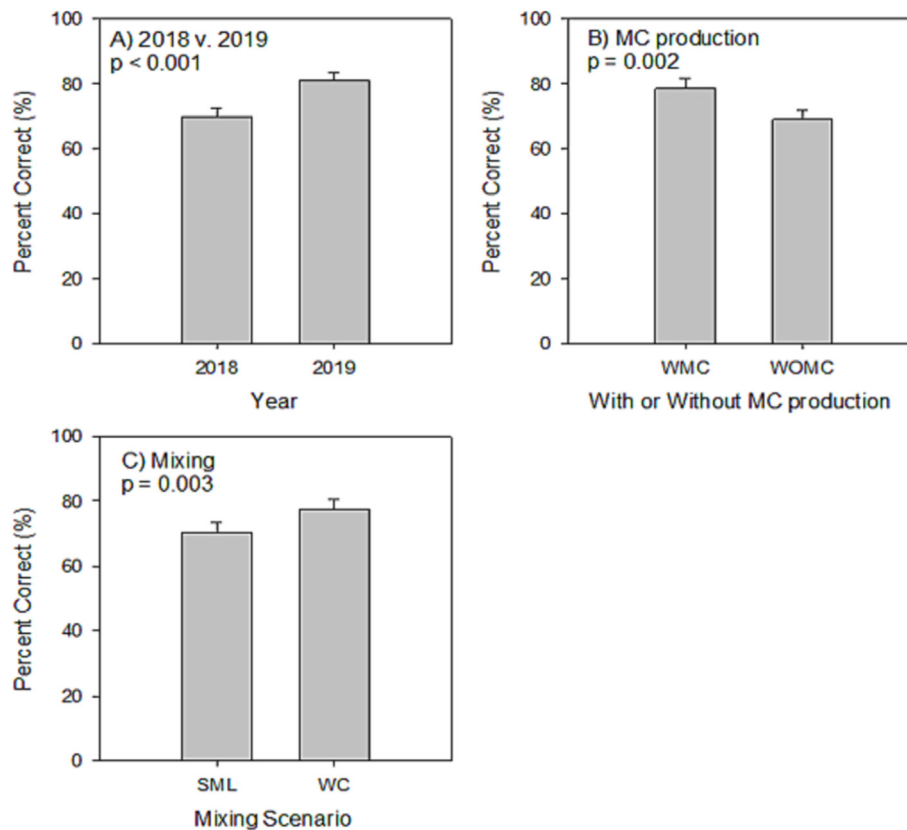 A) 2018 v. 2019
p < 0.001
Percent Correct (%)
100
80
60
40
20
0
2018 2019
Year
B) MC production
p = 0.002
Percent Correct (%)
100
80
60
40
20
0
WMC WOMC
With or Without MC production
C) Mixing
p = 0.003
Percent Correct (%)
100
80
60
40
20
0
SML WC
Mixing Scenario